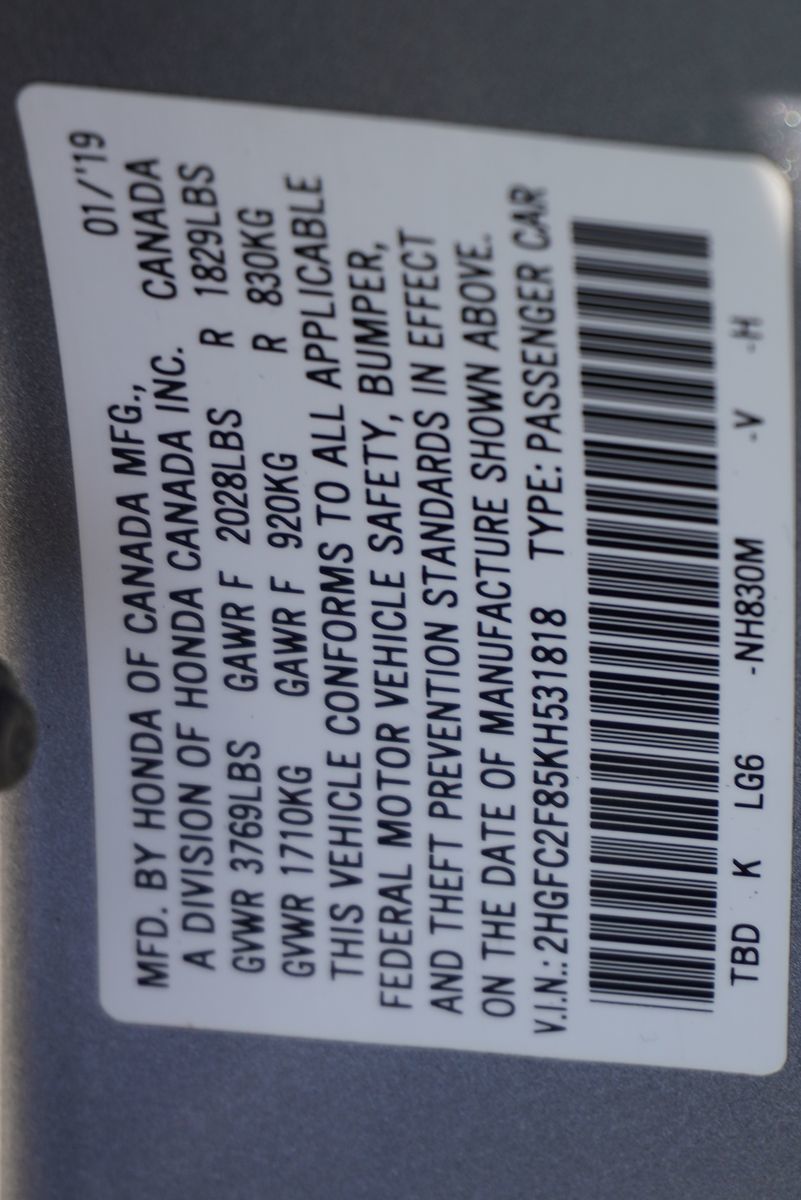 01/'19
MFD. BY HONDA OF CANADA MFG.,
A DIVISION OF HONDA CANADA INC. CANADA
GVWR 3769LBS GAWR F 2028LBS R 1829LBS
GVWR 1710KG GAWR F 920KG R 830KG
THIS VEHICLE CONFORMS TO ALL APPLICABLE
FEDERAL MOTOR VEHICLE SAFETY, BUMPER,
AND THEFT PREVENTION STANDARDS IN EFFECT
ON THE DATE OF MANUFACTURE SHOWN ABOVE.
V.I.N.: 2HGFC2F85KH531818 TYPE: PASSENGER CAR
TBD K LG6 -NH830M -V -H